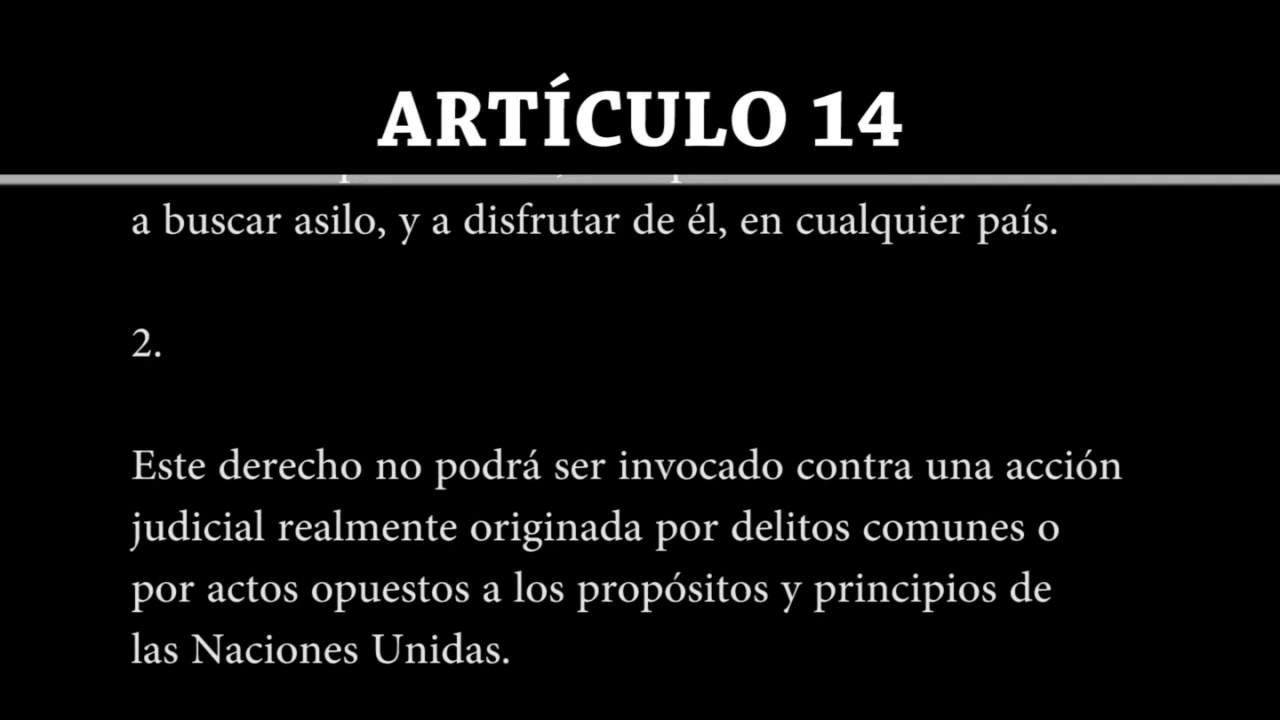 ARTÍCULO 14
a buscar asilo, y a disfrutar de él, en cualquier país.
2.
Este derecho no podrá ser invocado contra una acción
judicial realmente originada por delitos comunes o
por actos opuestos a los propósitos y principios de
las Naciones Unidas.